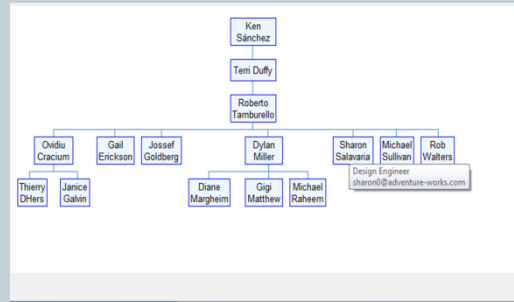 Ken
Sánchez
Terri Duffy
Roberto
Tamburello
Ovidiu
Cracium
Gail
Erickson
Jossef
Goldberg
Dylan
Miller
Sharon
Salavaria
Michael
Sullivan
Rob
Walters
Design Engineer
sharon0@adventure-works.com
Thierry
DHers
Janice
Galvin
Diane
Margheim
Gigi
Matthew
Michael
Raheem